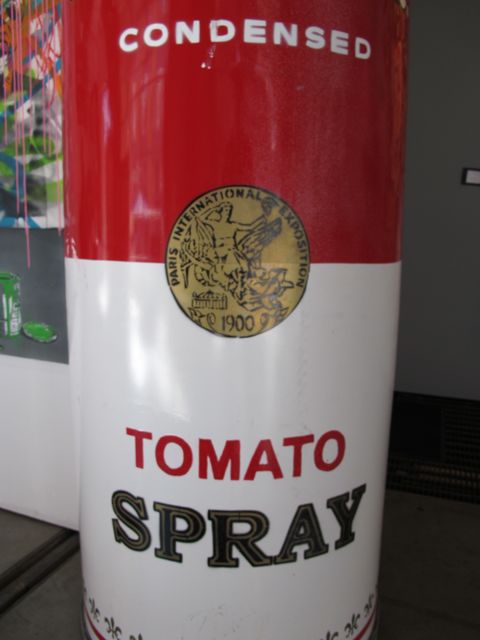 CONDENSED
PARIS INTERNATIONAL EXPOSITION
1900
TOMATO
SPRAY